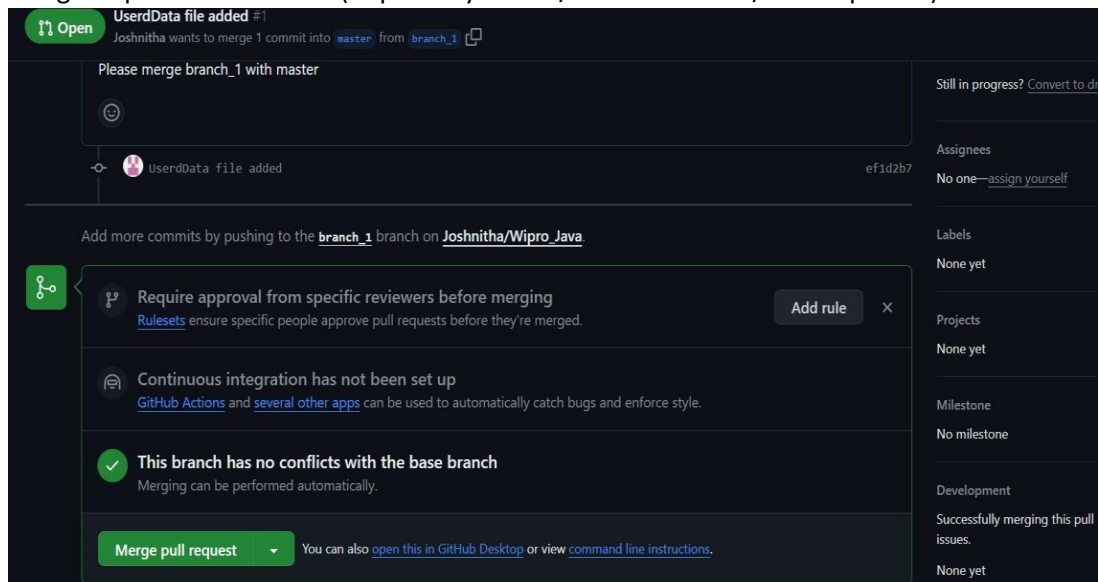 Open
UserdData file added #1
Joshnitha wants to merge 1 commit into master from branch_1
Please merge branch_1 with master
Still in progress? Convert to
UserdData file added ef1d2b7
Assignees
No one—assign yourself
Add more commits by pushing to the branch_1 branch on Joshnitha/Wipro_Java.
Labels
None yet
Require approval from specific reviewers before merging
Rulesets ensure specific people approve pull requests before they're merged.
Add rule
Projects
None yet
Continuous integration has not been set up
GitHub Actions and several other apps can be used to automatically catch bugs and enforce style.
Milestone
No milestone
This branch has no conflicts with the base branch
Merging can be performed automatically.
Development
Successfully merging this pull
issues.
None yet
Merge pull request
You can also open this in GitHub Desktop or view command line instructions.